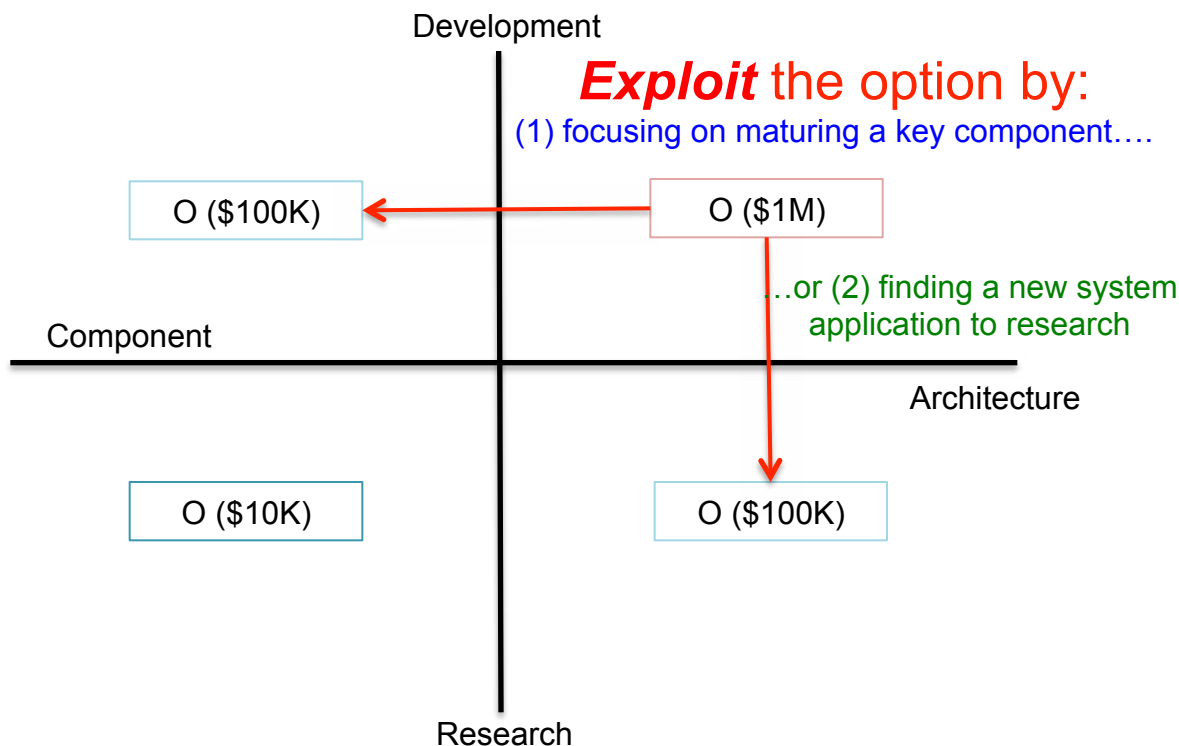 Development
Exploit the option by:
(1) focusing on maturing a key component….
O ($100K)
O ($1M)
…or (2) finding a new system
application to research
Component
Architecture
O ($10K)
O ($100K)
Research